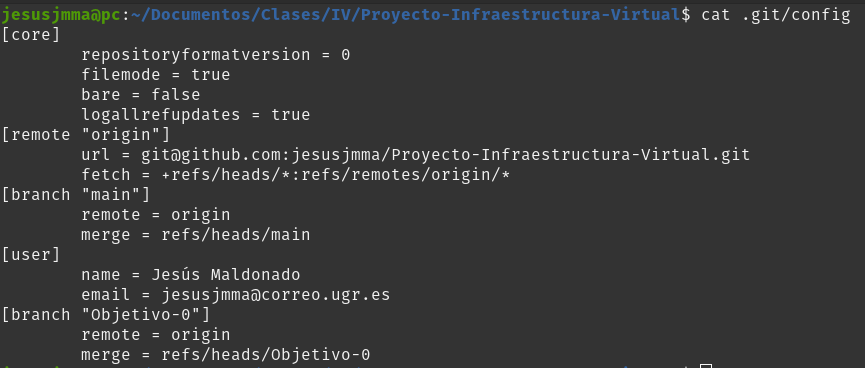 jesusjmma@pc:~/Documentos/Clases/IV/Proyecto-Infraestructura-Virtual$ cat .git/config
[core]
        repositoryformatversion = 0
        filemode = true
        bare = false
        logallrefupdates = true
[remote "origin"]
        url = git@github.com:jesusjmma/Proyecto-Infraestructura-Virtual.git
        fetch = +refs/heads/*:refs/remotes/origin/*
[branch "main"]
        remote = origin
        merge = refs/heads/main
[user]
        name = Jesús Maldonado
        email = jesusjmma@correo.ugr.es
[branch "Objetivo-0"]
        remote = origin
        merge = refs/heads/Objetivo-0